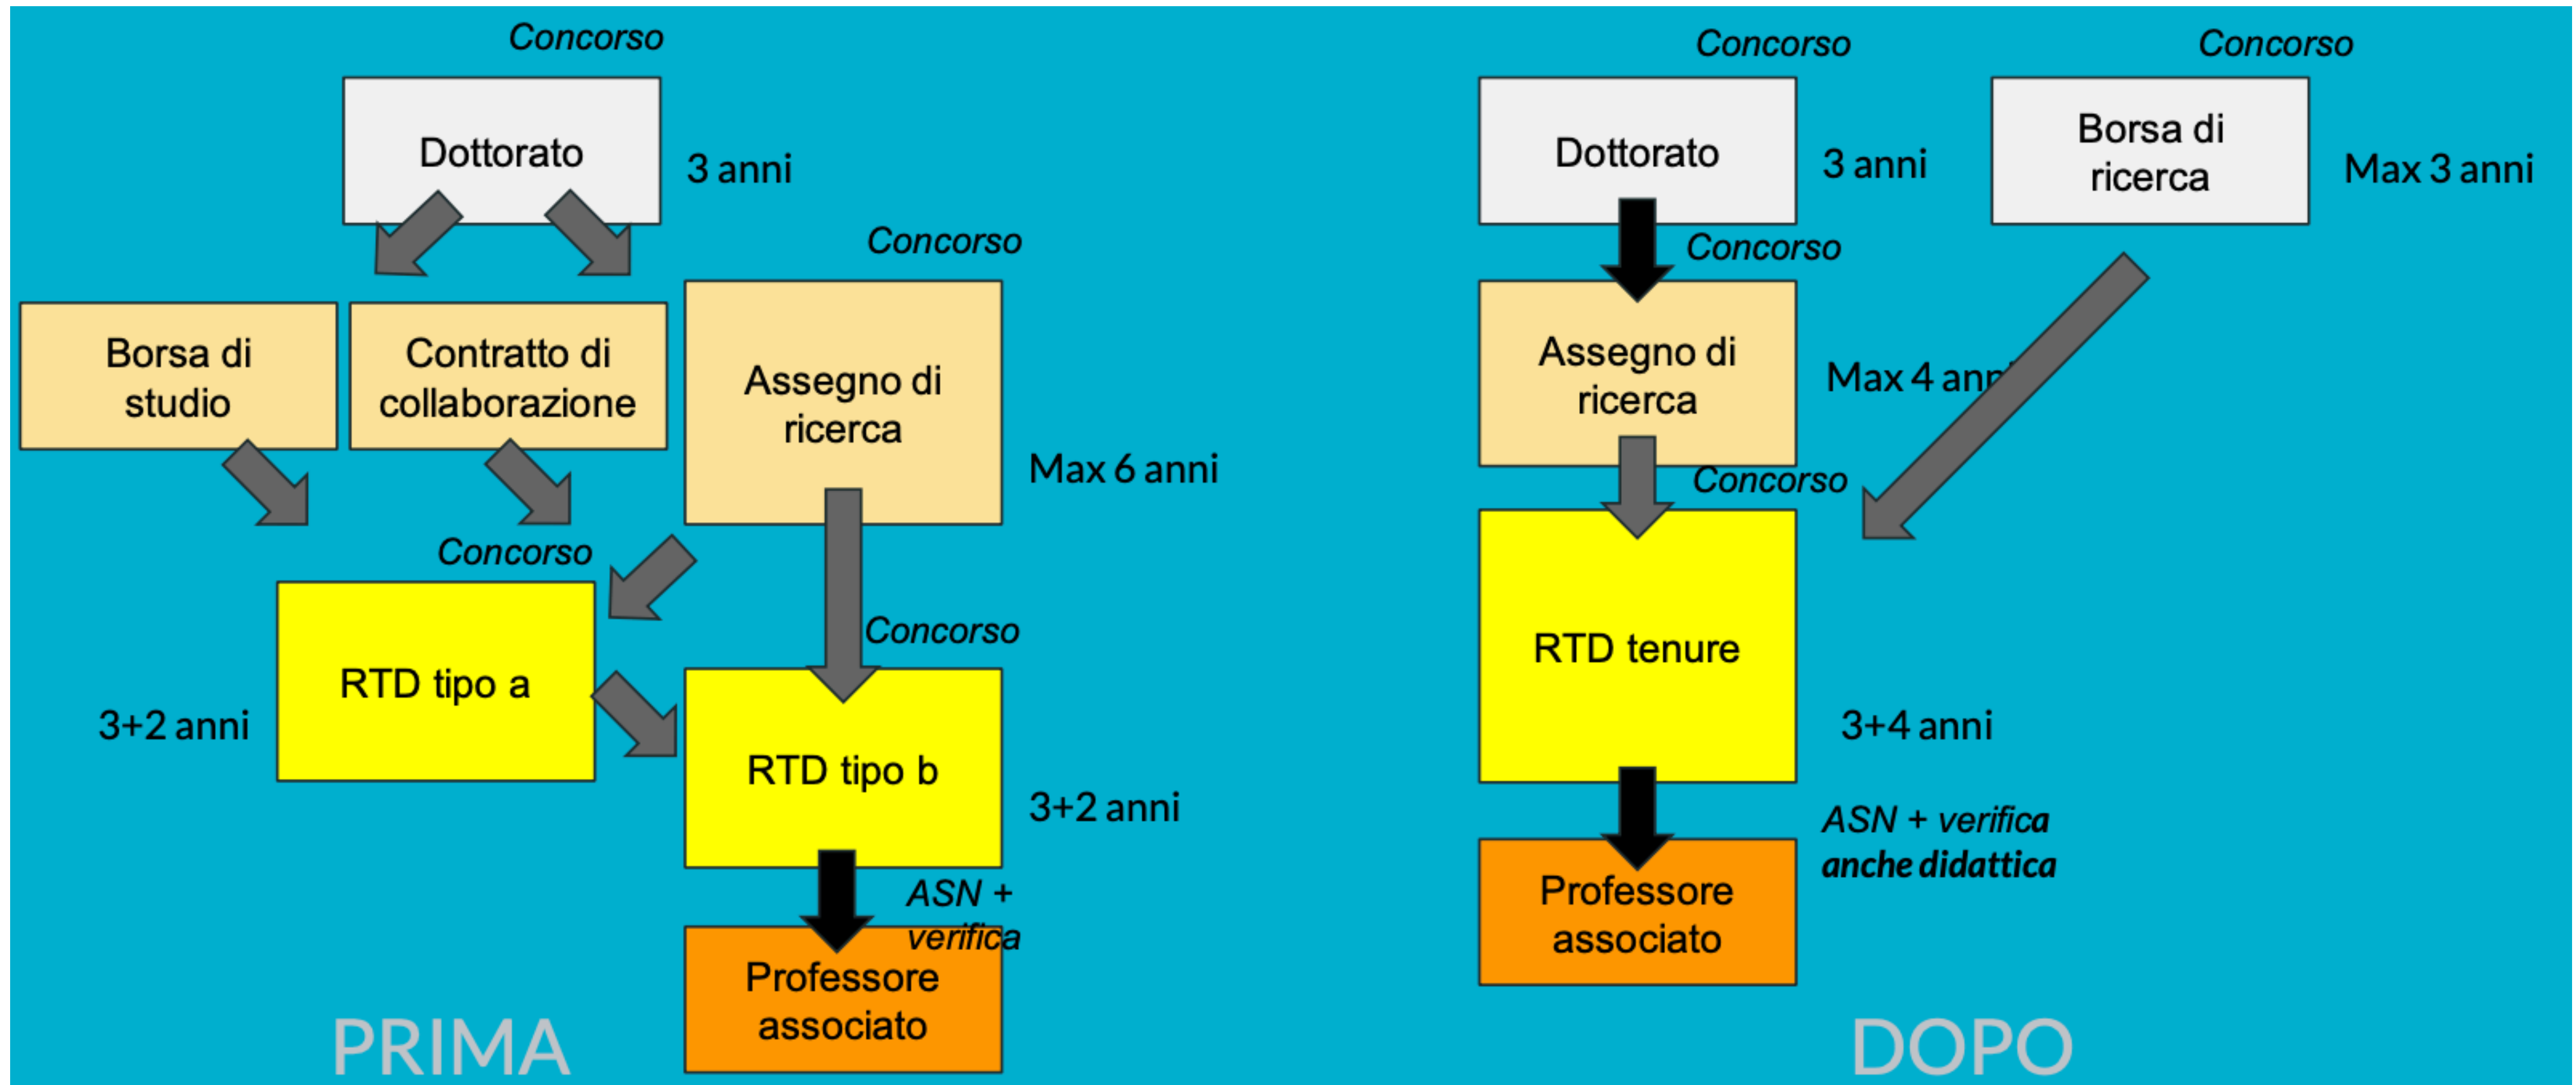 Concorso
Dottorato
3 anni
Concorso
Borsa di
studio
Contratto di
collaborazione
Assegno di
ricerca
Max 6 anni
Concorso
RTD tipo a
3+2 anni
Concorso
RTD tipo b
3+2 anni
ASN +
verifica
Professore
associato
PRIMA
Concorso
Dottorato
3 anni
Concorso
Borsa di
ricerca
Max 3 anni
Concorso
Assegno di
ricerca
Max 4 anni
Concorso
RTD tenure
3+4 anni
ASN + verifica
anche didattica
Professore
associato
DOPO